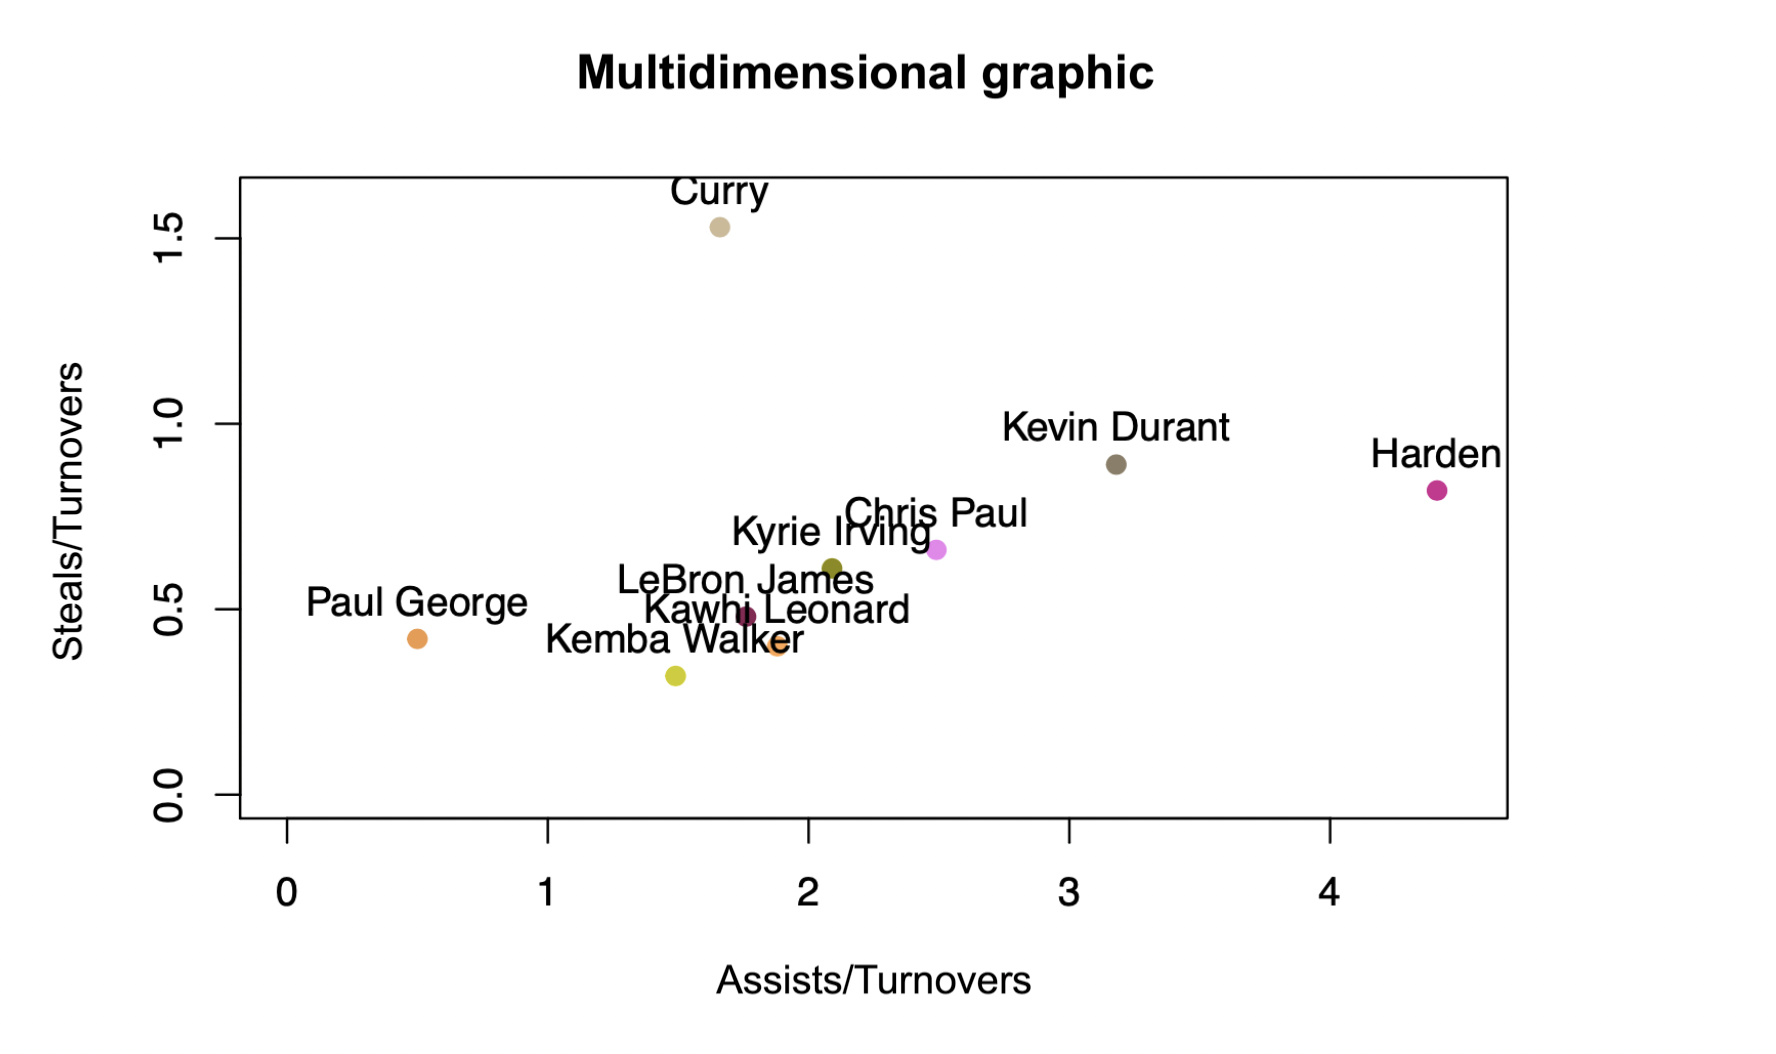 Multidimensional graphic
Curry
1.5
Kevin Durant
1.0
Harden
Chris Paul
Kyrie Irving
LeBron James
Paul George
Kawhi Leonard
0.5
Kemba Walker
Steals/Turnovers
0.0
0 1 2 3 4
Assists/Turnovers